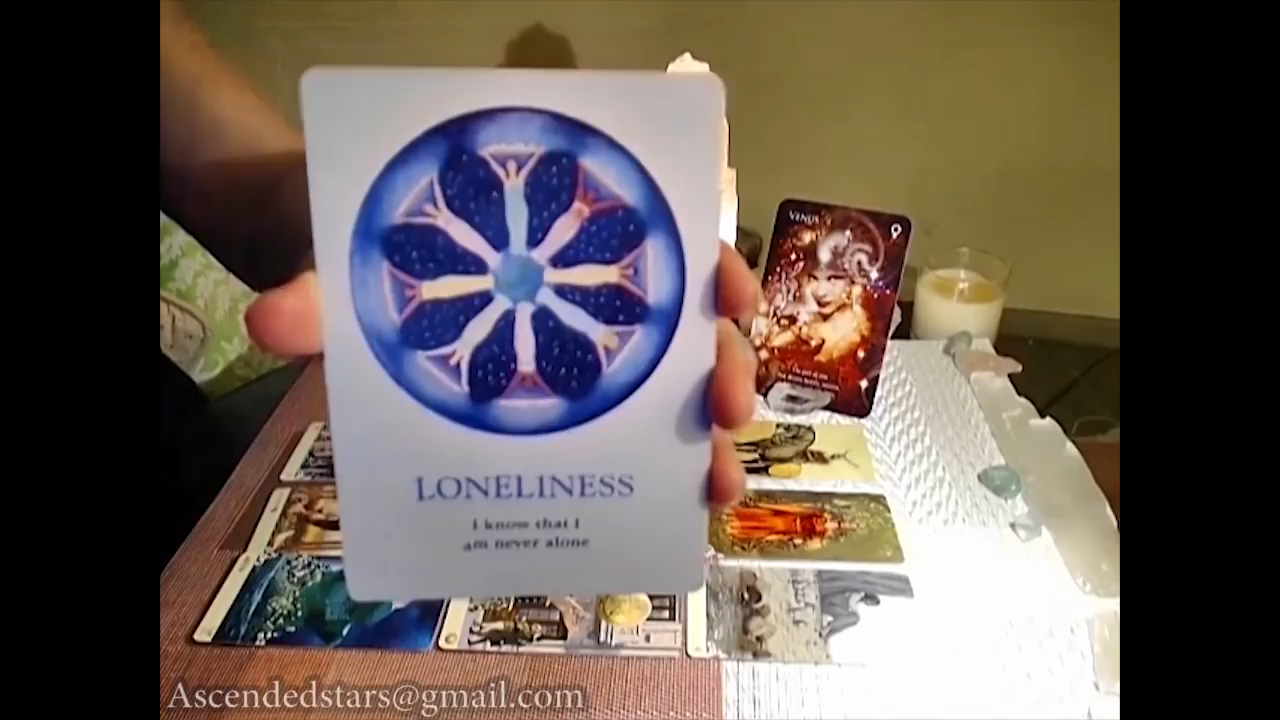 LONELINESS
I know that I
am never alone
VENUS
Ascendedstars@gmail.com